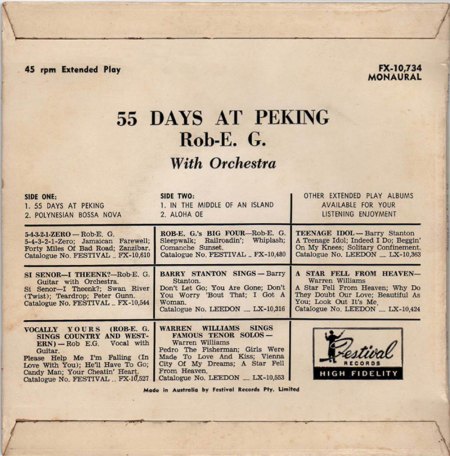 45 rpm Extended Play
FX-10,734
MONAURAL
55 DAYS AT PEKING
Rob-E. G.
With Orchestra
SIDE ONE:
1. 55 DAYS AT PEKING
2. POLYNESIAN BOSSA NOVA
SIDE TWO:
1. IN THE MIDDLE OF AN ISLAND
2. ALOHA OE
OTHER EXTENDED PLAY ALBUMS
AVAILABLE FOR YOUR
LISTENING ENJOYMENT
5-4-3-2-1-ZERO — Rob-E. G.
5-4-3-2-1-Zero; Jamaican Farewell;
Forty Miles Of Bad Road; Zanzibar.
Catalogue No. FESTIVAL _ FX-10,610
ROB-E. G.'s BIG FOUR—Rob-E. G.
Sleepwalk; Railroadin'; Whiplash;
Comanche Sunset.
Catalogue No. FESTIVAL _ FX-10,480
TEENAGE IDOL — Barry Stanton
A Teenage Idol; Indeed I Do; Beggin'
On My Knees; Solitary Confinement.
Catalogue No. LEEDON _ LX-10,363
SI SENOR—I THEENK?—Rob-E. G.
Guitar with Orchestra.
Si Senor—I Theenk?; Swan River
(Twist); Teardrop; Peter Gunn.
Catalogue No. FESTIVAL . FX-10,544
BARRY STANTON SINGS — Barry
Stanton.
Don't Let Go; You Are Gone; Don't
You Worry 'Bout That; I Got A
Woman.
Catalogue No. LEEDON _ LX-10,316
A STAR FELL FROM HEAVEN—
Warren Williams
A Star Fell From Heaven; Why Do
They Doubt Our Love; Beautiful As
You; Look Out It's Me.
Catalogue No. LEEDON _ LX-10,424
VOCALLY YOURS (ROB-E. G.
SINGS COUNTRY AND WEST-
ERN) — Rob E.G. Vocal with
Guitar.
Please Help Me I'm Falling (In
Love With You); He'll Have To Go;
Candy Man; Your Cheatin' Heart.
Catalogue No. FESTIVAL . FX-10,527
WARREN WILLIAMS SINGS
FAMOUS TENOR SOLOS —
Warren Williams
Pedro The Fisherman; Girls Were
Made To Love And Kiss; Vienna
City Of My Dreams; A Star Fell
From Heaven.
Catalogue No. LEEDON _ LX-10,553
Festival
RECORDS
HIGH FIDELITY
Made in Australia by Festival Records Pty. Limited